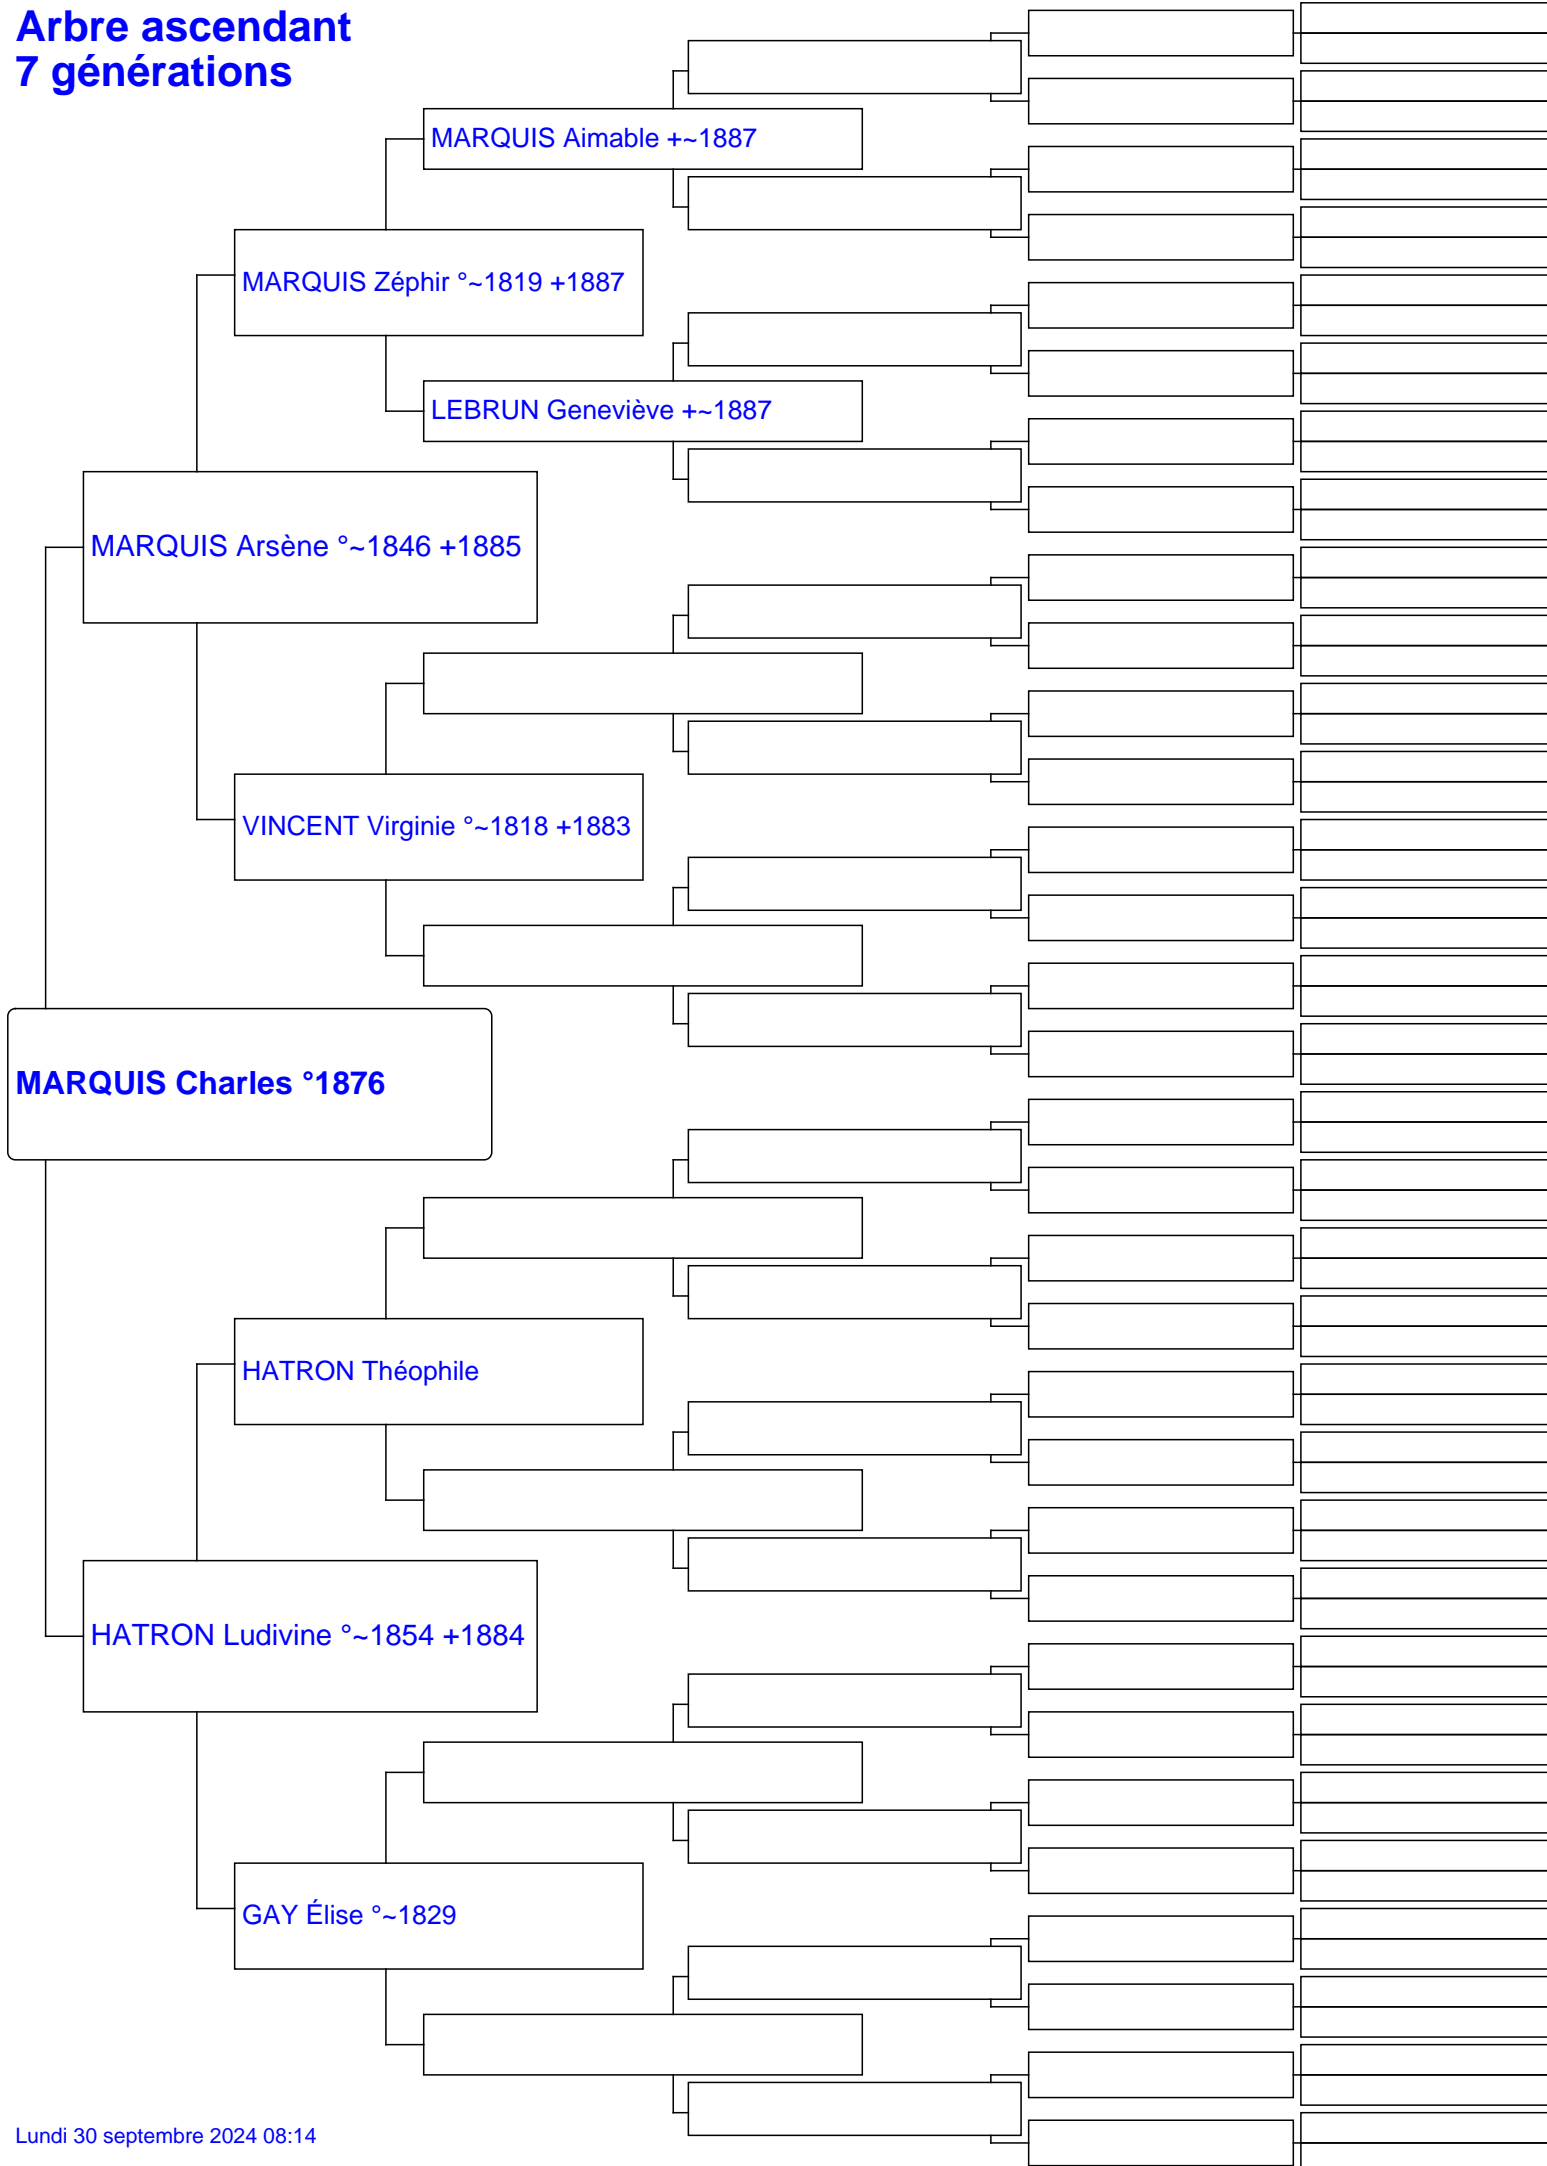 Arbre ascendant
7 générations
MARQUIS Aimable +~1887
MARQUIS Zéphir °~1819 +1887
LEBRUN Geneviève +~1887
MARQUIS Arsène °~1846 +1885
VINCENT Virginie °~1818 +1883
MARQUIS Charles °1876
HATRON Théophile
HATRON Ludivine °~1854 +1884
GAY Élise °~1829
Lundi 30 septembre 2024 08:14